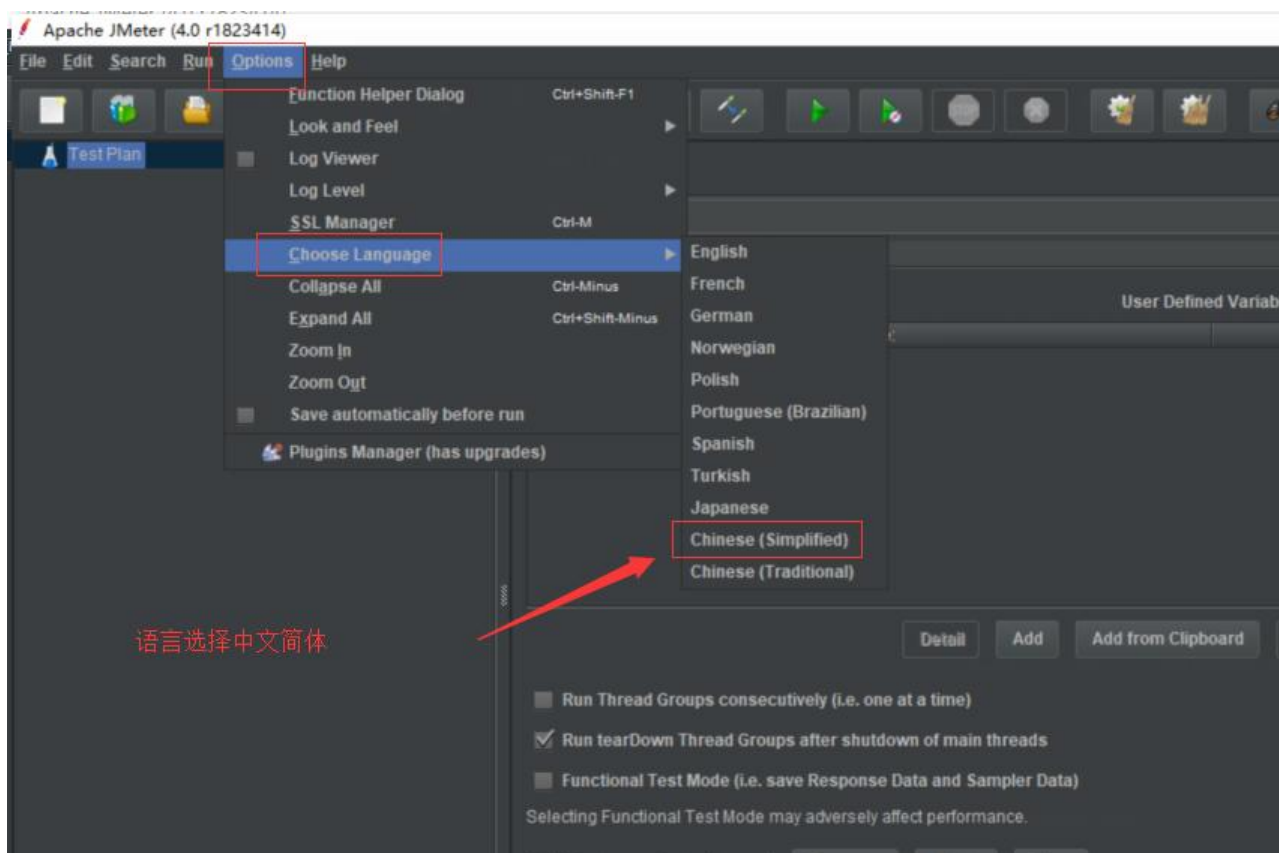 Apache JMeter (4.0 r1823414)
File Edit Search Run Options Help
Function Helper Dialog Ctrl+Shift-F1
Look and Feel
Test Plan
Log Viewer
Log Level
SSL Manager Ctrl-M
Choose Language
English
Collapse All Ctrl-Minus
French
User Defined Variab
Expand All Ctrl+Shift-Minus
German
Zoom In
Norwegian
Zoom Out
Polish
Save automatically before run
Portuguese (Brazilian)
Plugins Manager (has upgrades)
Spanish
Turkish
Japanese
Chinese (Simplified)
Chinese (Traditional)
语言选择中文简体
Detail Add Add from Clipboard
Run Thread Groups consecutively (i.e. one at a time)
Run tearDown Thread Groups after shutdown of main threads
Functional Test Mode (i.e. save Response Data and Sampler Data)
Selecting Functional Test Mode may adversely affect performance.